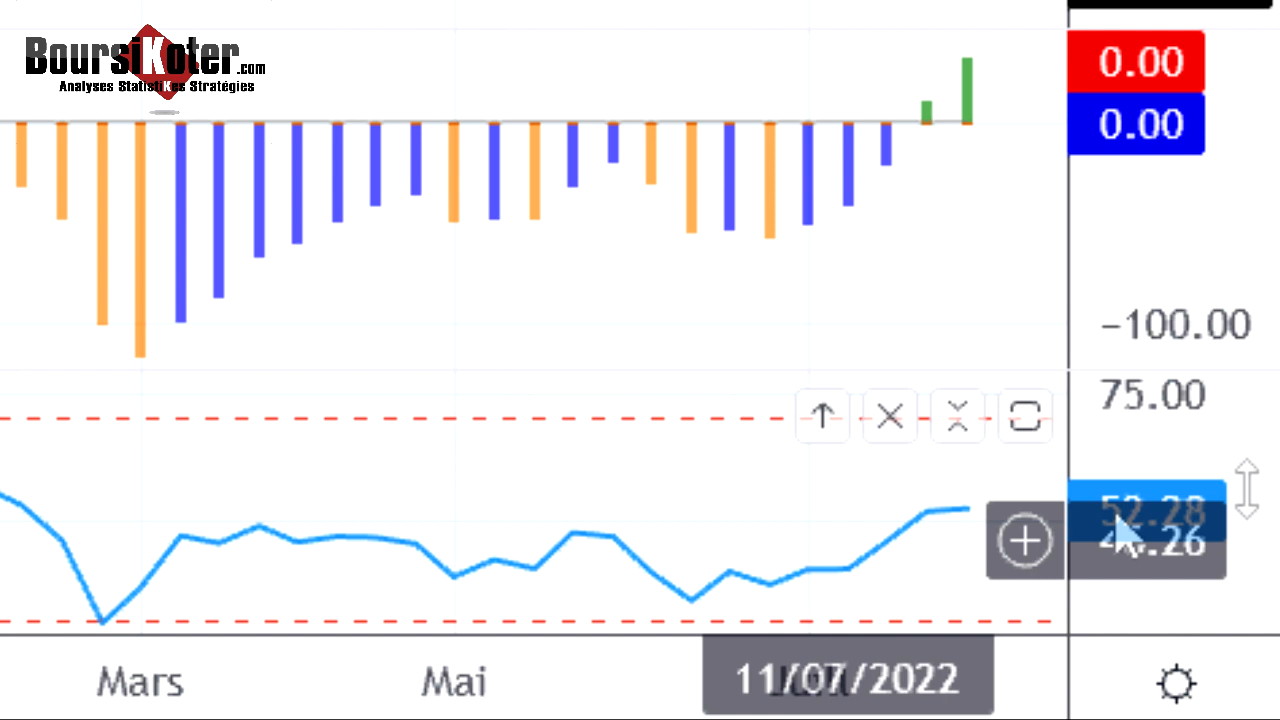 BoursiKoter.com
Analyses StatistiKes Stratégies
0.00
0.00
−100.00
75.00
52.28
Mars
Mai
11/07/2022